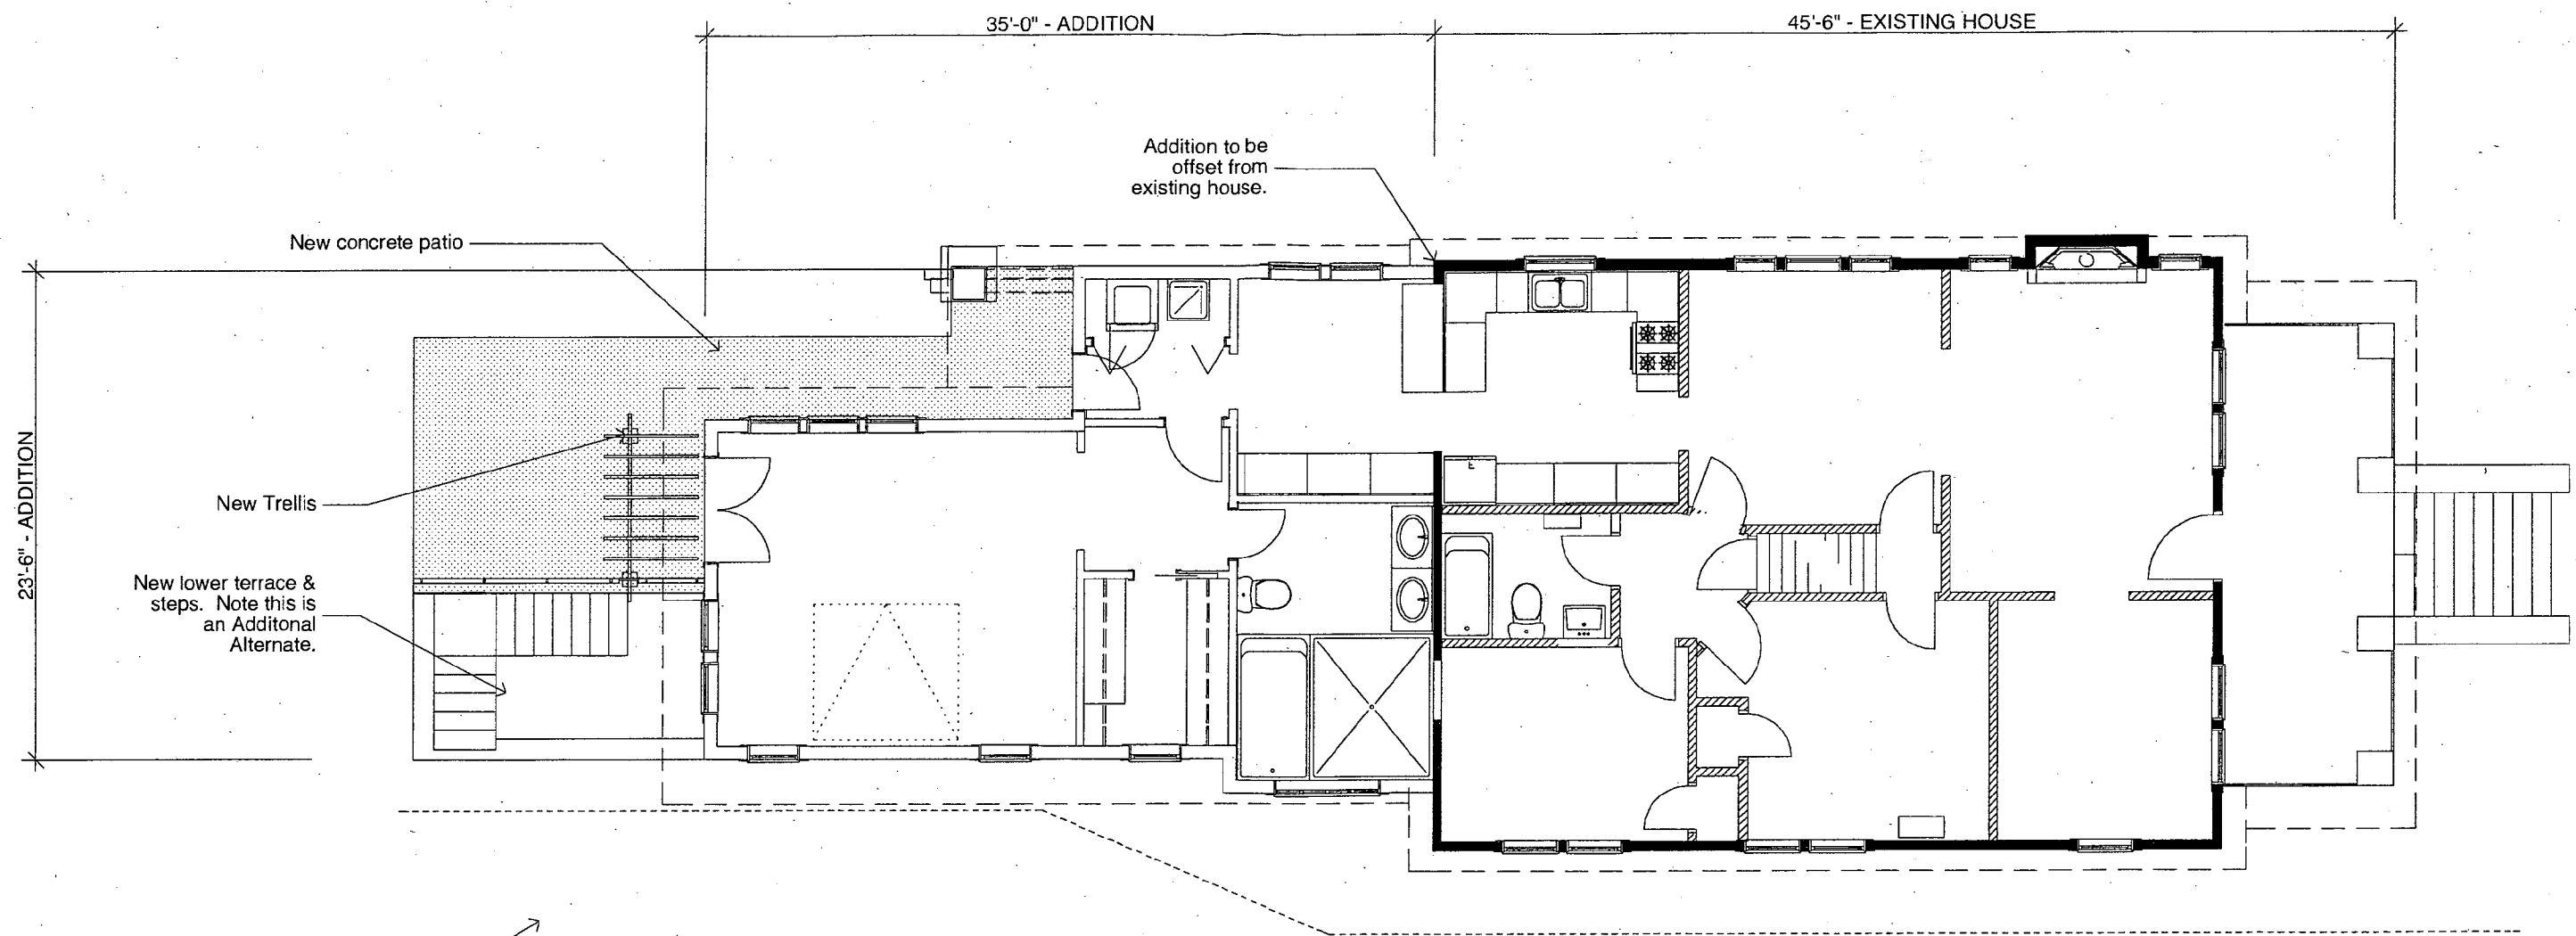 35'-0" - ADDITION
45'-6" - EXISTING HOUSE
Addition to be
offset from
existing house.
New concrete patio
23'-6" - ADDITION
New Trellis
New lower terrace &
steps. Note this is
an Additonal
Alternate.